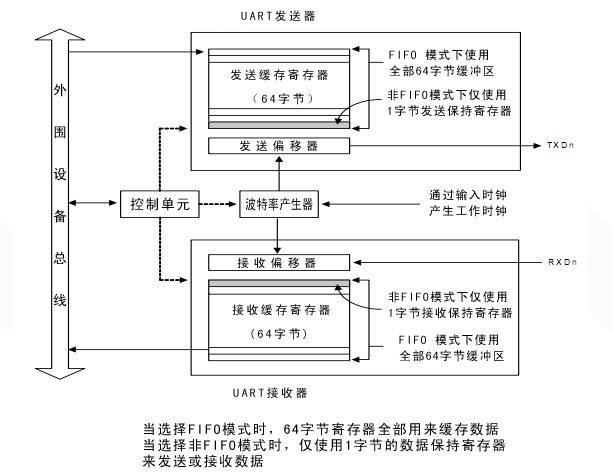 UART发送器
FIFO 模式下使用
全部64字节缓冲区
发送缓存寄存器
（64字节）
非FIFO模式下仅使用
1字节发送保持寄存器
发送偏移器
TXDn
外围设备总线
控制单元
波特率产生器
通过输入时钟
产生工作时钟
接收偏移器
RXDn
非FIFO模式下仅使用
1字节接收保持寄存器
接收缓存寄存器
（64字节）
FIFO 模式下使用
全部64字节缓冲区
UART接收器
当选择FIFO模式时，64字节寄存器全部用来缓存数据
当选择非FIFO模式时，仅使用1字节的数据保持寄存器
来发送或接收数据